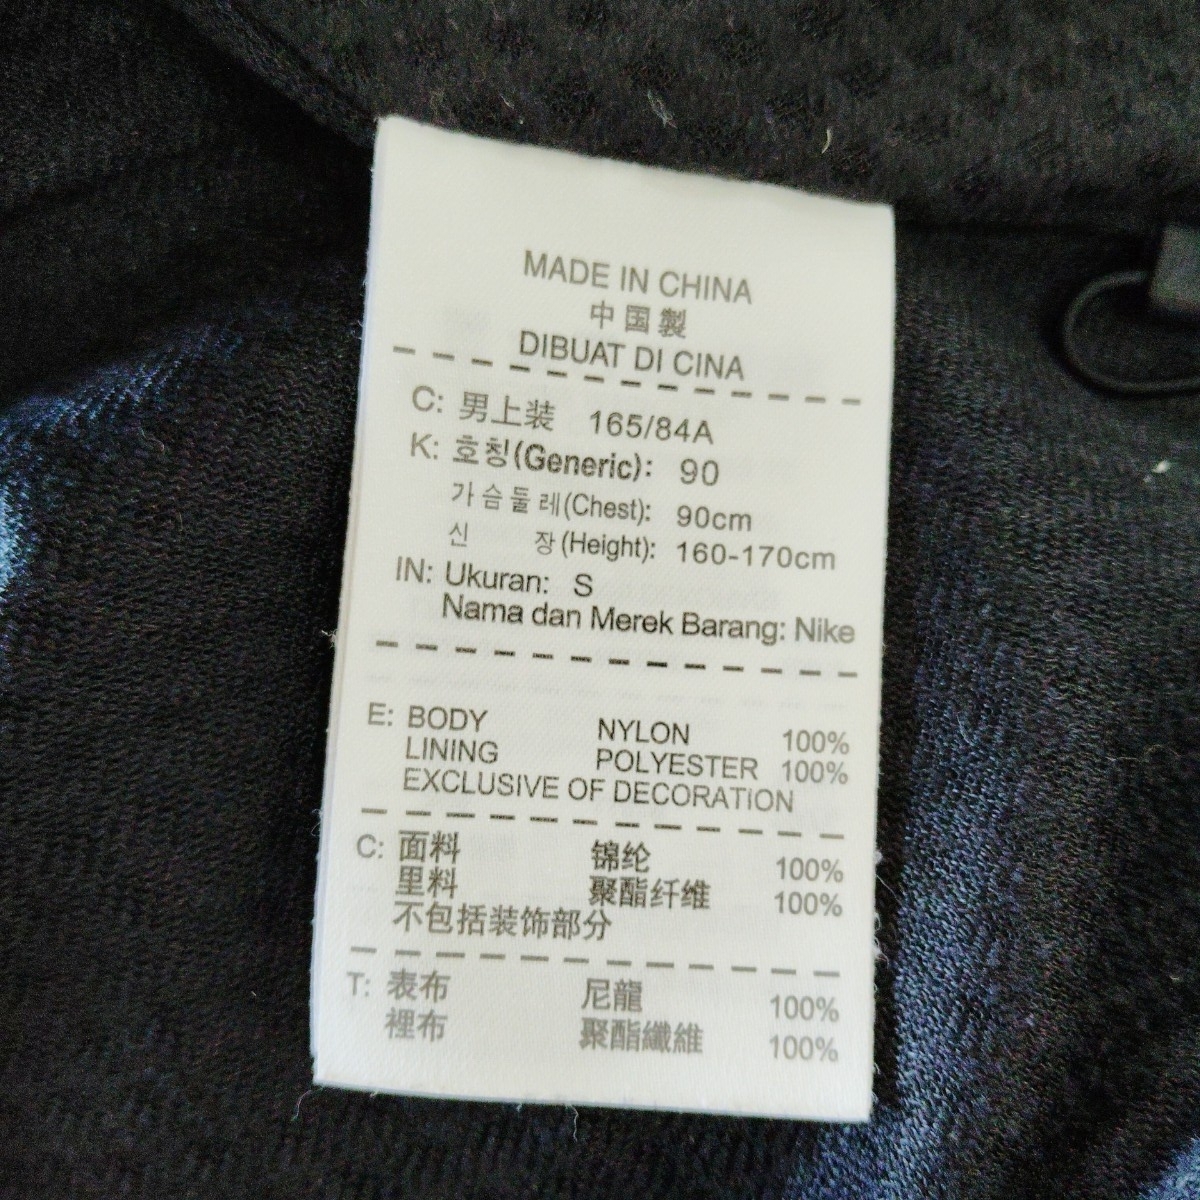 MADE IN CHINA
中国製
DIBUAT DI CINA
C: 男上装 165/84A
K: 호칭(Generic): 90
가슴둘레(Chest): 90cm
신 장(Height): 160-170cm
IN: Ukuran: S
Nama dan Merek Barang: Nike
E: BODY NYLON 100%
LINING POLYESTER 100%
EXCLUSIVE OF DECORATION
C: 面料 锦纶 100%
里料 聚酯纤维 100%
不包括装饰部分
T: 表布 尼龍 100%
裡布 聚酯纖維 100%